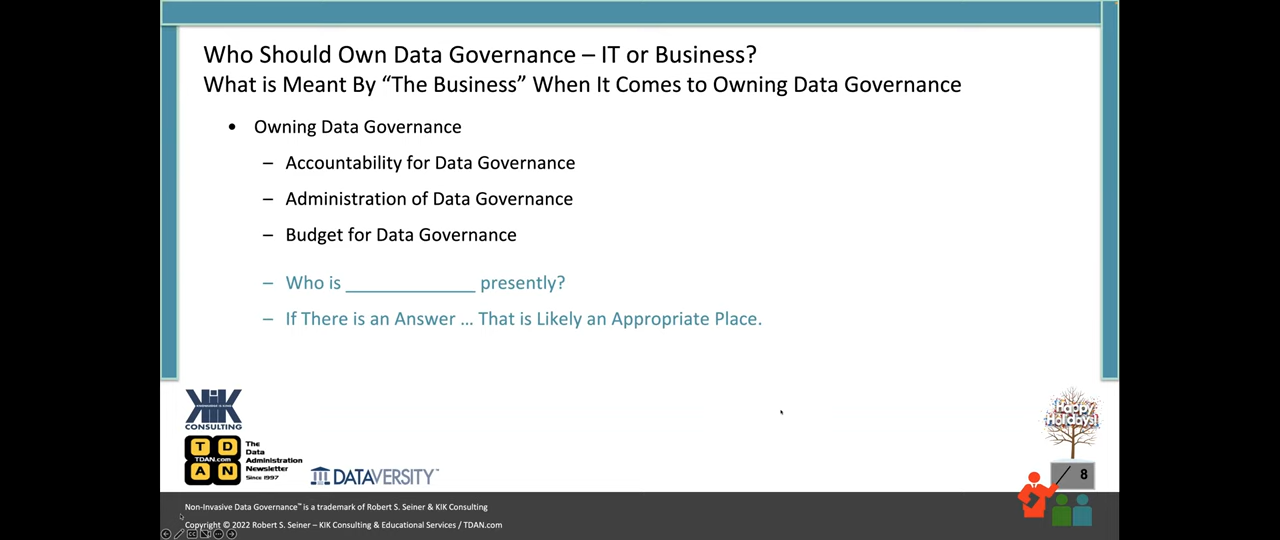 Who Should Own Data Governance – IT or Business?
What is Meant By “The Business” When It Comes to Owning Data Governance
• Owning Data Governance
– Accountability for Data Governance
– Administration of Data Governance
– Budget for Data Governance
– Who is ______________ presently?
– If There is an Answer … That is Likely an Appropriate Place.
KIK
CONSULTING
T D
TDAN.com
A N
The
Data
Administration
Newsletter
Since 1997
DATAVERSITY™
Happy
Holidays!
8
Non-Invasive Data Governance™ is a trademark of Robert S. Seiner & KIK Consulting
Copyright © 2022 Robert S. Seiner – KIK Consulting & Educational Services / TDAN.com